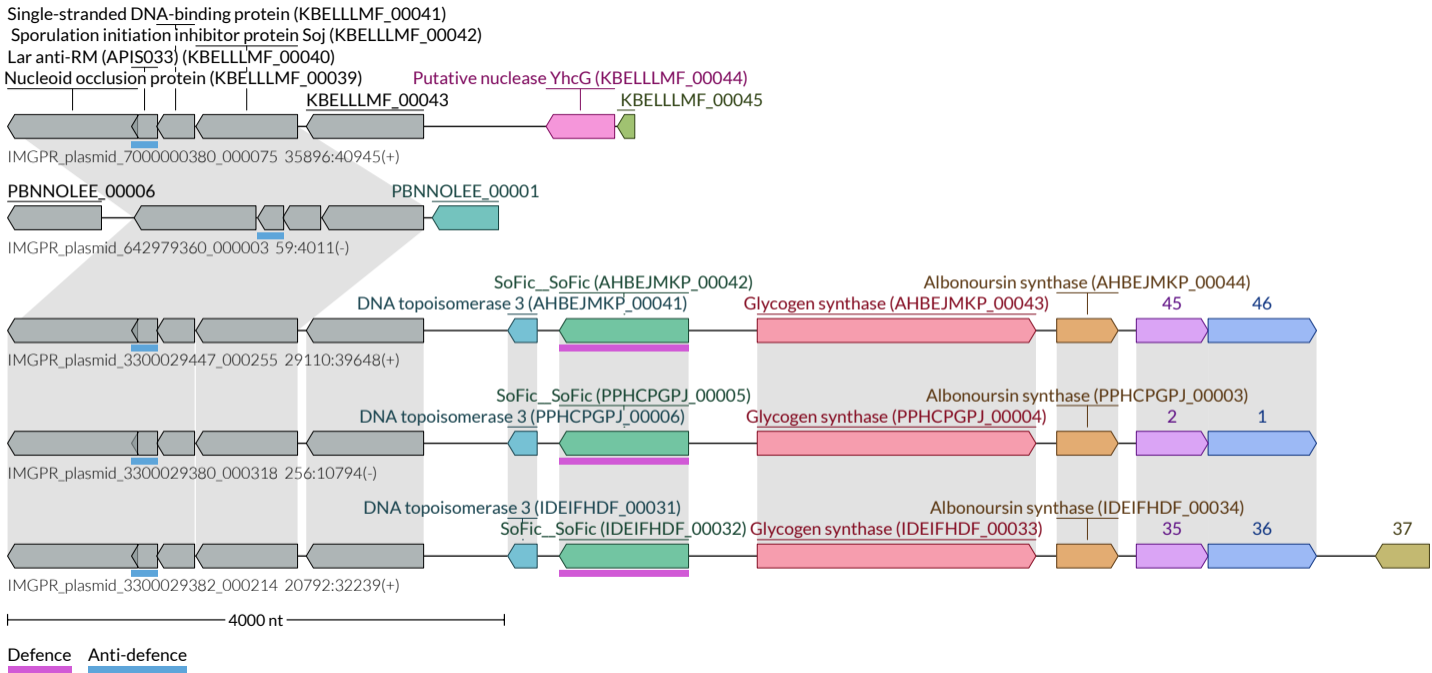 Single-stranded DNA-binding protein (KBELLLMF_00041)
Sporulation initiation inhibitor protein Soj (KBELLLMF_00042)
Lar anti-RM (APIS033) (KBELLLMF_00040)
Nucleoid occlusion protein (KBELLLMF_00039) Putative nuclease YhcG (KBELLLMF_00044)
KBELLLMF_00043 KBELLLMF_00045
IMGPR_plasmid_7000000380_000075 35896:40945(+)
PBNNOLEE_00006 PBNNOLEE_00001
IMGPR_plasmid_642979360_000003 59:4011(-)
SoFic__SoFic (AHBEJMKP_00042) Albonoursin synthase (AHBEJMKP_00044)
DNA topoisomerase 3 (AHBEJMKP_00041) Glycogen synthase (AHBEJMKP_00043) 45 46
IMGPR_plasmid_3300029447_000255 29110:39648(+)
SoFic__SoFic (PPHCPGPJ_00005) Albonoursin synthase (PPHCPGPJ_00003)
DNA topoisomerase 3 (PPHCPGPJ_00006) Glycogen synthase (PPHCPGPJ_00004) 2 1
IMGPR_plasmid_3300029380_000318 256:10794(-)
DNA topoisomerase 3 (IDEIFHDF_00031) Albonoursin synthase (IDEIFHDF_00034)
SoFic__SoFic (IDEIFHDF_00032) Glycogen synthase (IDEIFHDF_00033) 35 36 37
IMGPR_plasmid_3300029382_000214 20792:32239(+)
4000 nt
Defence Anti-defence